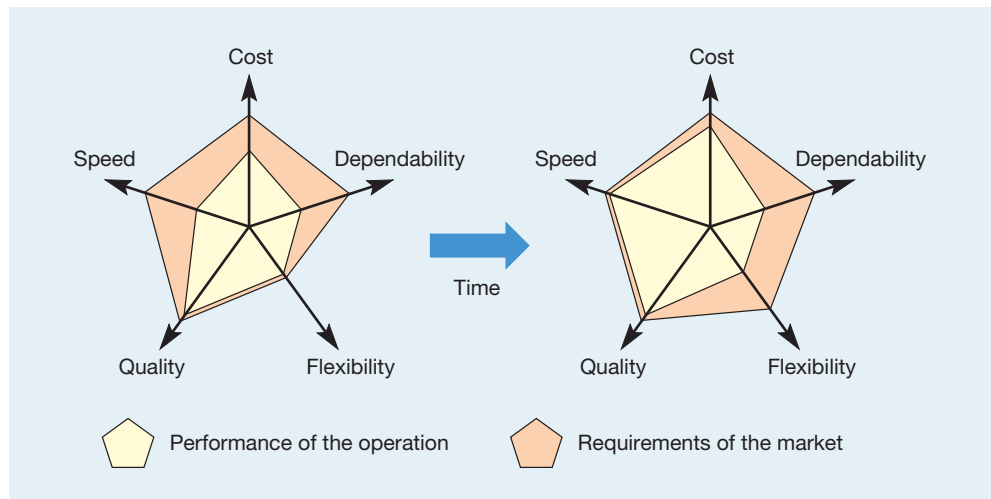 Cost
Speed
Dependability
Quality
Flexibility
Time
Cost
Speed
Dependability
Quality
Flexibility
Performance of the operation
Requirements of the market